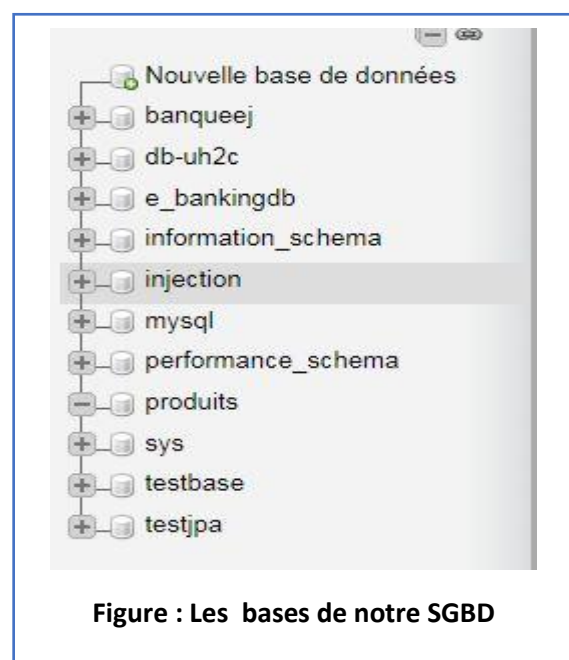 Nouvelle base de données
banqueej
db-uh2c
e_bankingdb
information_schema
injection
mysql
performance_schema
produits
sys
testbase
testjpa
Figure : Les bases de notre SGBD